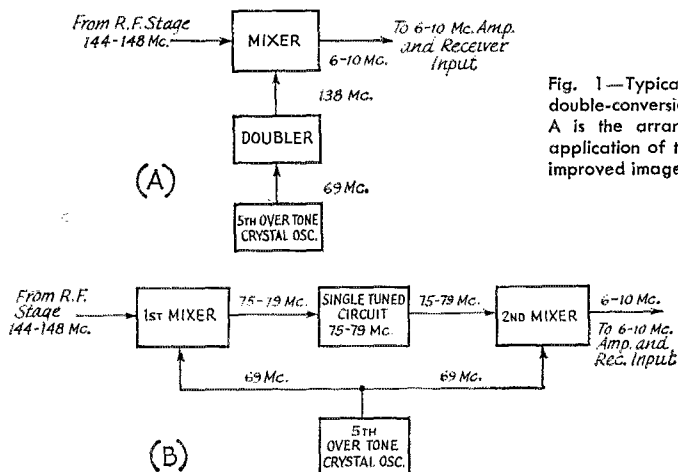 From R.F. Stage
144-148 Mc.
MIXER
To 6-10 Mc. Amp.
and Receiver
Input
6-10 Mc.
138 Mc.
DOUBLER
(A)
69 Mc.
5TH OVERTONE
CRYSTAL OSC.
Fig. 1—Typica
double-conversi
A is the arran
application of t
improved image
From R.F.
Stage
144-148 Mc.
1ST MIXER
75-79 Mc.
SINGLE TUNED
CIRCUIT
75-79 Mc.
75-79 Mc.
2ND MIXER
6-10 Mc.
To 6-10 Mc.
Amp. and
Rec. Input
69 Mc.
69 Mc.
5TH
OVERTONE
CRYSTAL OSC.
(B)